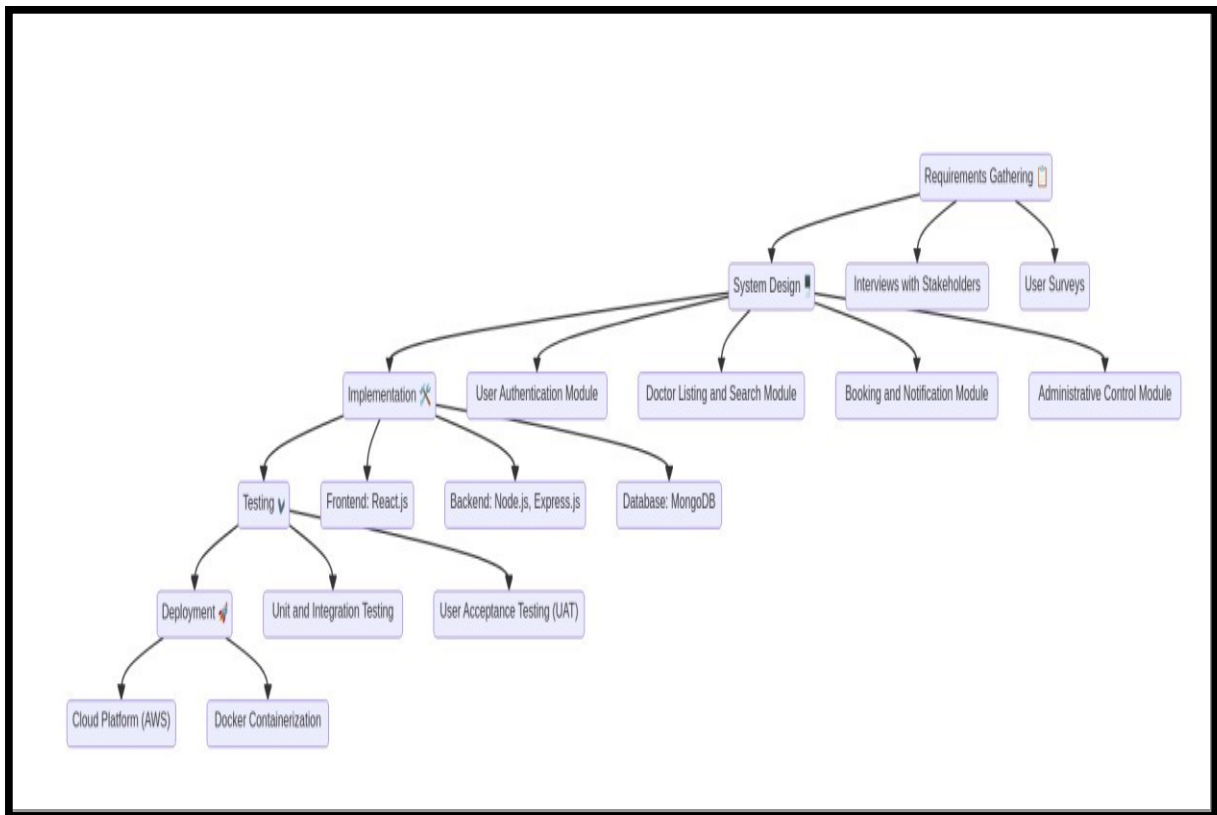 Requirements Gathering 📋
System Design 🖥️
Interviews with Stakeholders
User Surveys
Implementation 🛠️
User Authentication Module
Doctor Listing and Search Module
Booking and Notification Module
Administrative Control Module
Testing
Frontend: React.js
Backend: Node.js, Express.js
Database: MongoDB
Deployment 🚀
Unit and Integration Testing
User Acceptance Testing (UAT)
Cloud Platform (AWS)
Docker Containerization